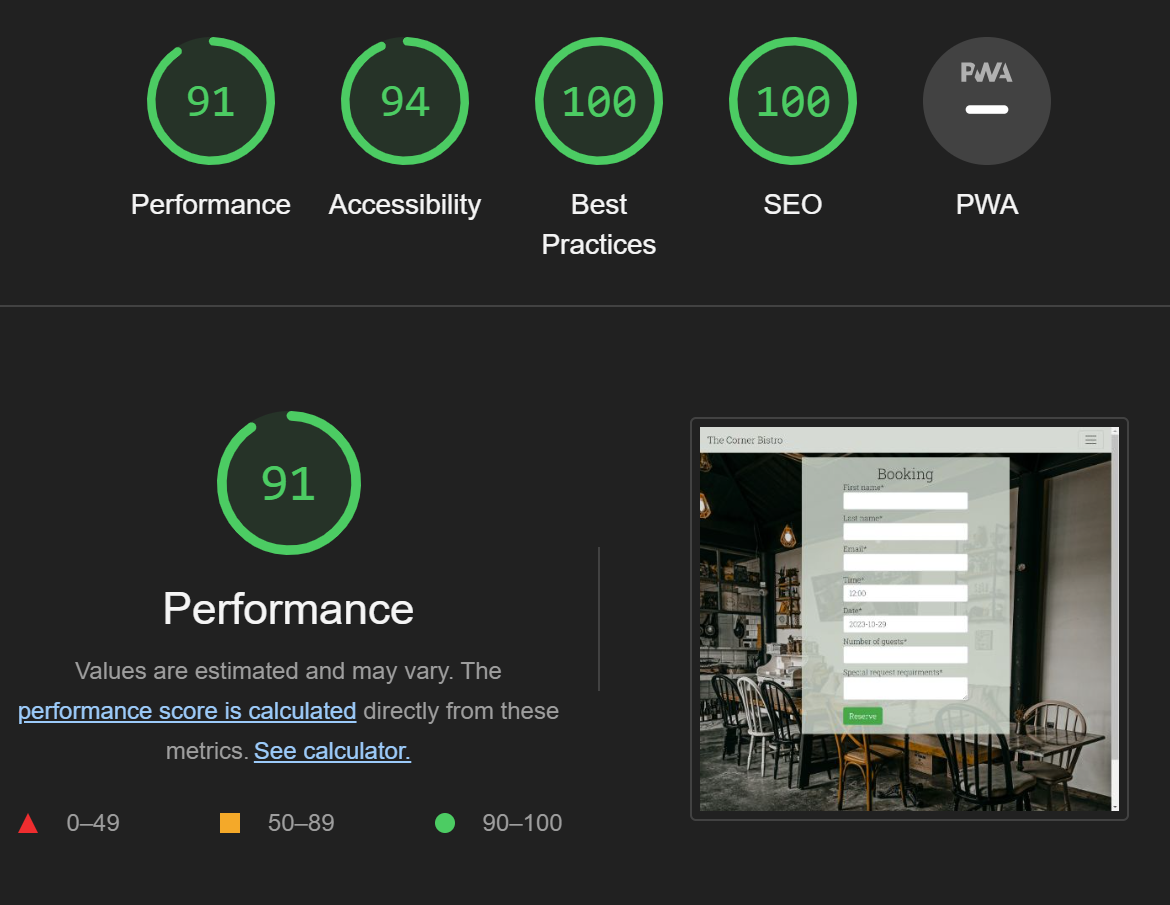 91
94
100
100
PWA
Performance
Accessibility
Best
Practices
SEO
PWA
91
Performance
Values are estimated and may vary. The
performance score is calculated directly from these
metrics. See calculator.
0–49
50–89
90–100
The Corner Bistro
Booking
First name*
Last name*
Email*
Time*
12:00
Date*
2023-10-29
Number of guests*
Special request requirments*
Reserve